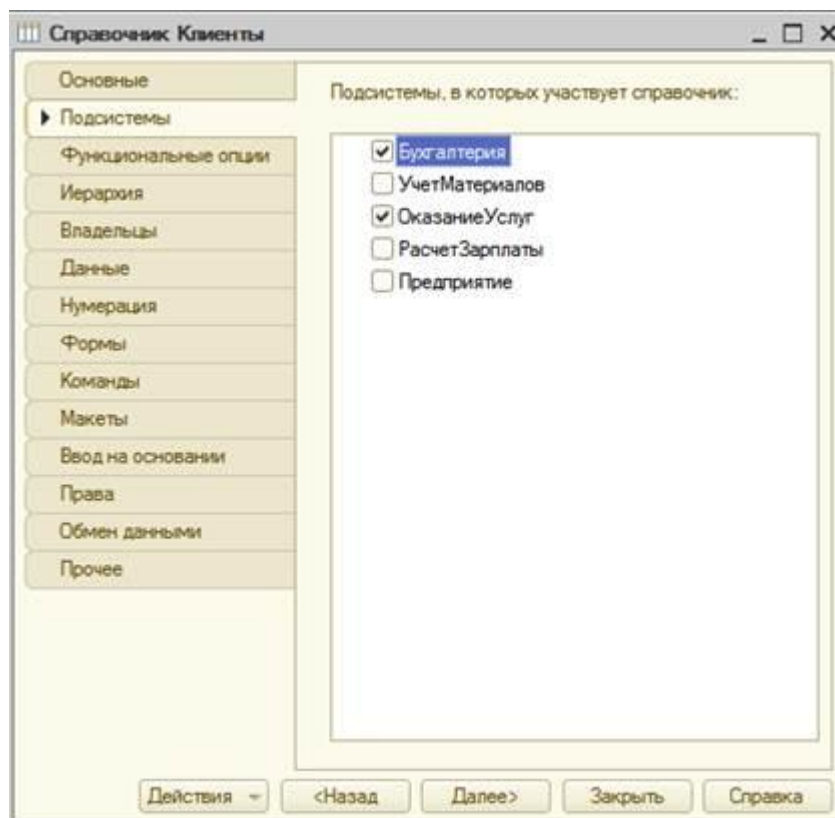 Справочник Клиенты
Основные
Подсистемы
Функциональные опции
Иерархия
Владельцы
Данные
Нумерация
Формы
Команды
Макеты
Ввод на основании
Права
Обмен данными
Прочее
Подсистемы, в которых участвует справочник:
Бухгалтерия
УчетМатериалов
ОказаниеУслуг
РасчетЗарплаты
Предприятие
Действия
<Назад
Далее>
Закрыть
Справка